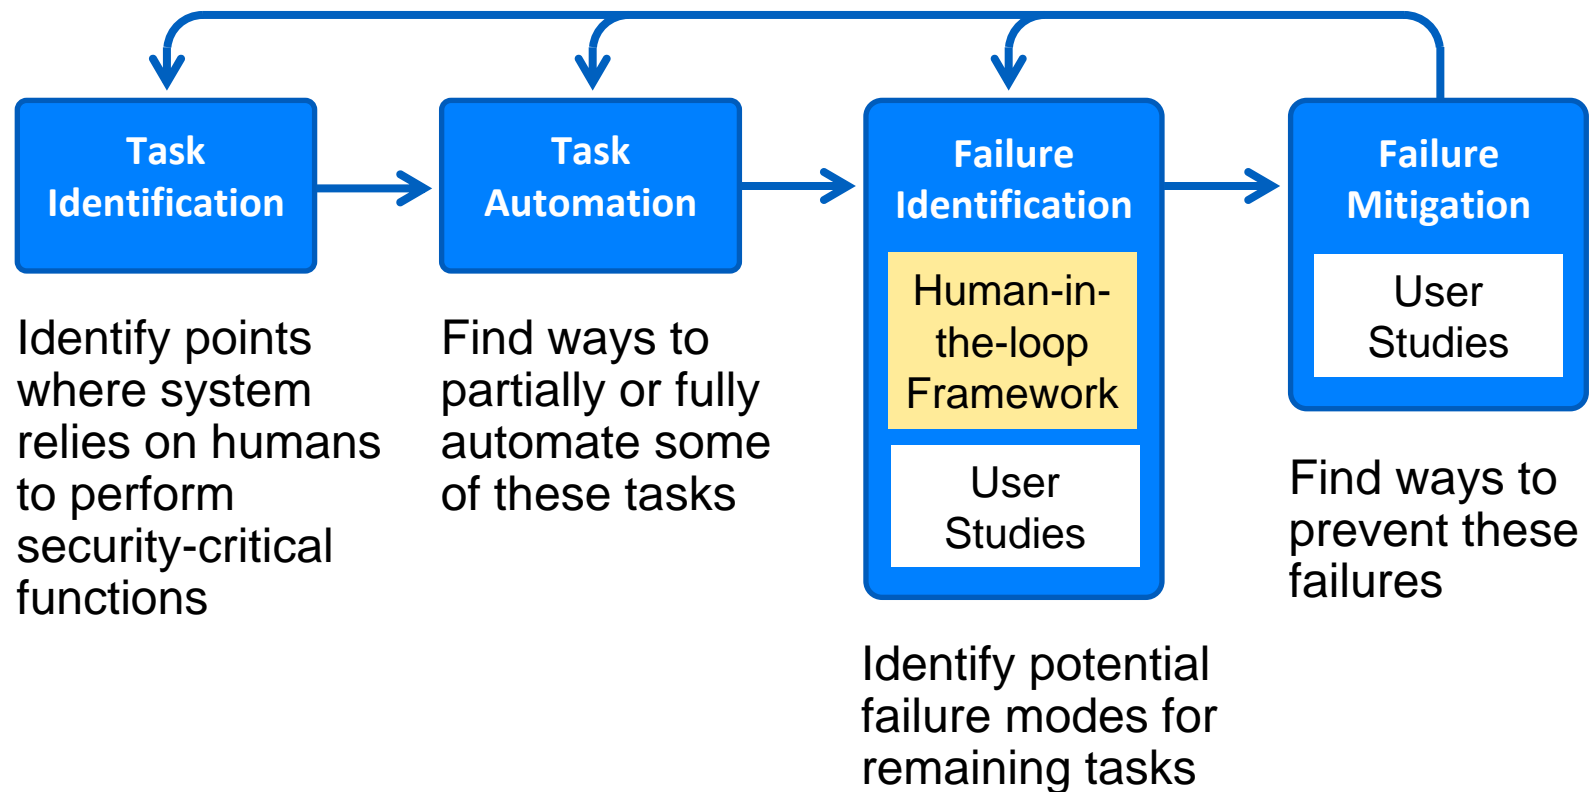 Task
Identification
Task
Automation
Failure
Identification
Human-in-
the-loop
Framework
User
Studies
Failure
Mitigation
User
Studies
Identify points
where system
relies on humans
to perform
security-critical
functions
Find ways to
partially or fully
automate some
of these tasks
Identify potential
failure modes for
remaining tasks
Find ways to
prevent these
failures